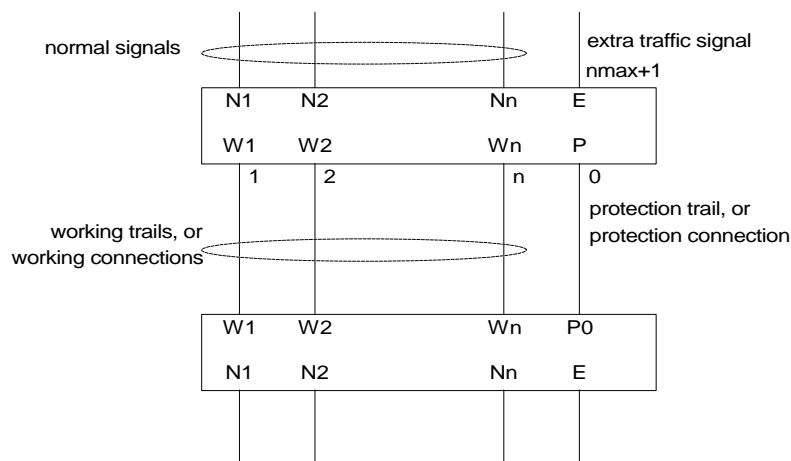 normal signals
extra traffic signal
nmax+1
N1 N2 Nn E
W1 W2 Wn P
1 2 n 0
working trails, or
working connections
protection trail, or
protection connection
W1 W2 Wn P0
N1 N2 Nn E